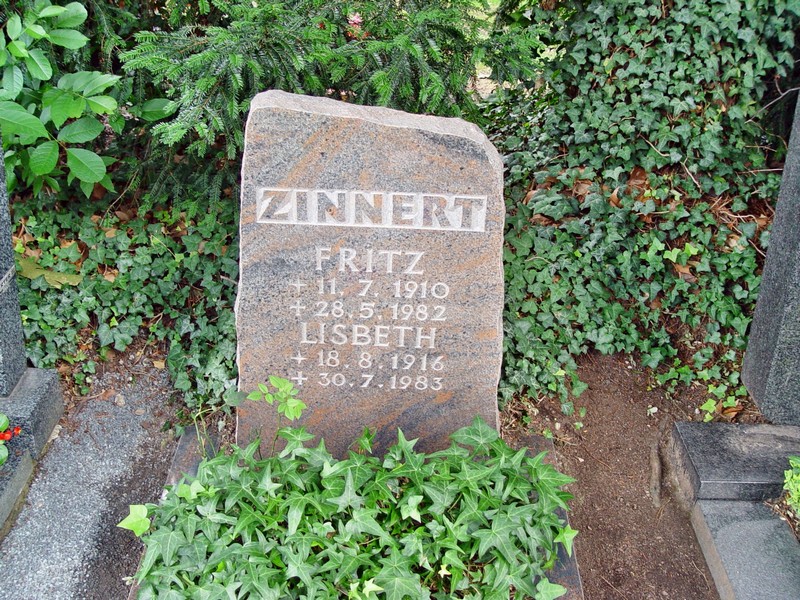 ZINNERT
FRITZ
+ 11. 7. 1910
+ 28. 5. 1982
LISBETH
+ 18. 8. 1916
+ 30. 7. 1983